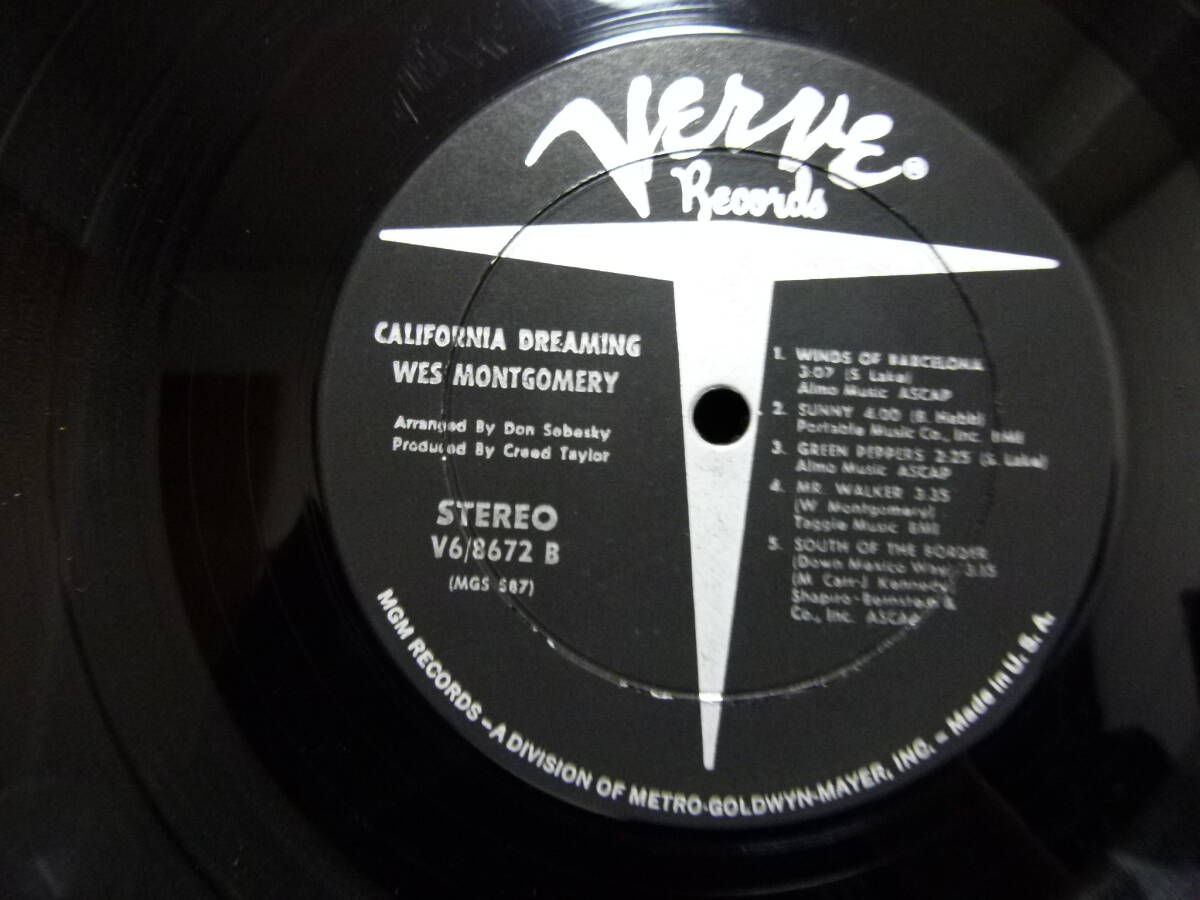 Verve
Records
CALIFORNIA DREAMING
WES MONTGOMERY
Arranged By Don Sebesky
Produced By Creed Taylor
STEREO
V6/8672 B
(MGS 587)
1. WINDS OF BARCELONA
3:07 (S. Lake)
Almo Music ASCAP
2. SUNNY 4.00 (B. Hebb)
Portable Music Co., Inc. BMI
3. GREEN PEPPERS 2:25 (S. Lake)
Almo Music ASCAP
4. MR. WALKER 3.35
(W. Montgomery)
Taggie Music BMI
5. SOUTH OF THE BORDER
(Down Mexico Way) 3.15
(M. Carr-J. Kennedy)
Shapiro-Bernstein &
Co., Inc. ASCAP
MGM RECORDS – A DIVISION OF METRO-GOLDWYN-MAYER, INC. – Made in U. S. A.